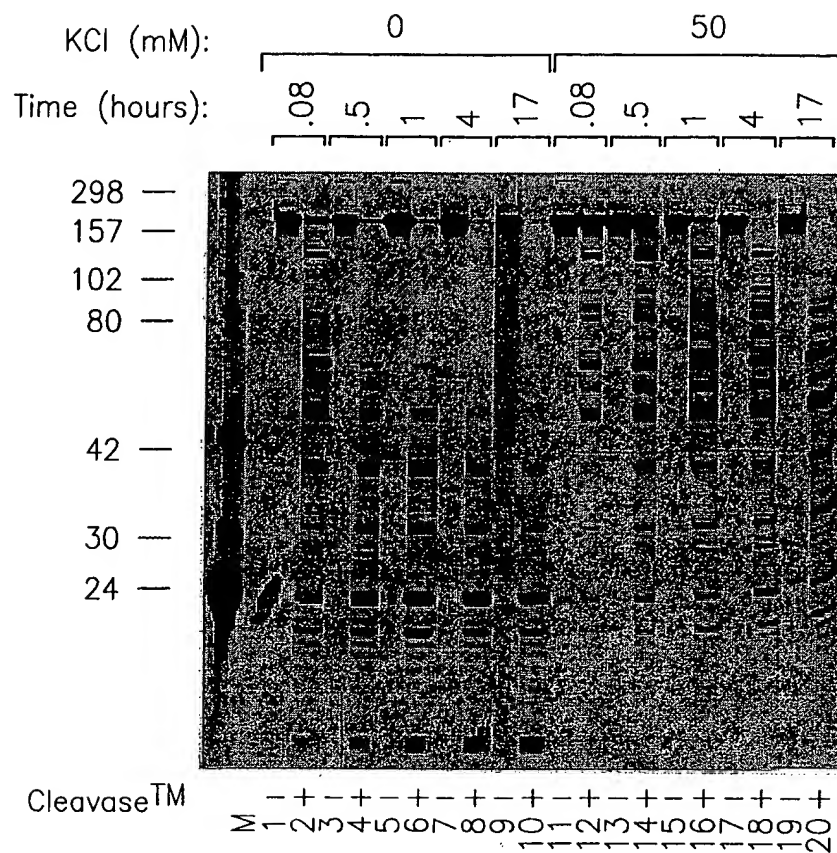 KCl (mM): 0 50
Time (hours): .08 .5 1 4 17 .08 .5 1 4 17
298
157
102
80
42
30
24
Cleavase™ - + - + - + - + - + - + - + - + - + - +
M 1 2 3 4 5 6 7 8 9 10 11 12 13 14 15 16 17 18 19 20